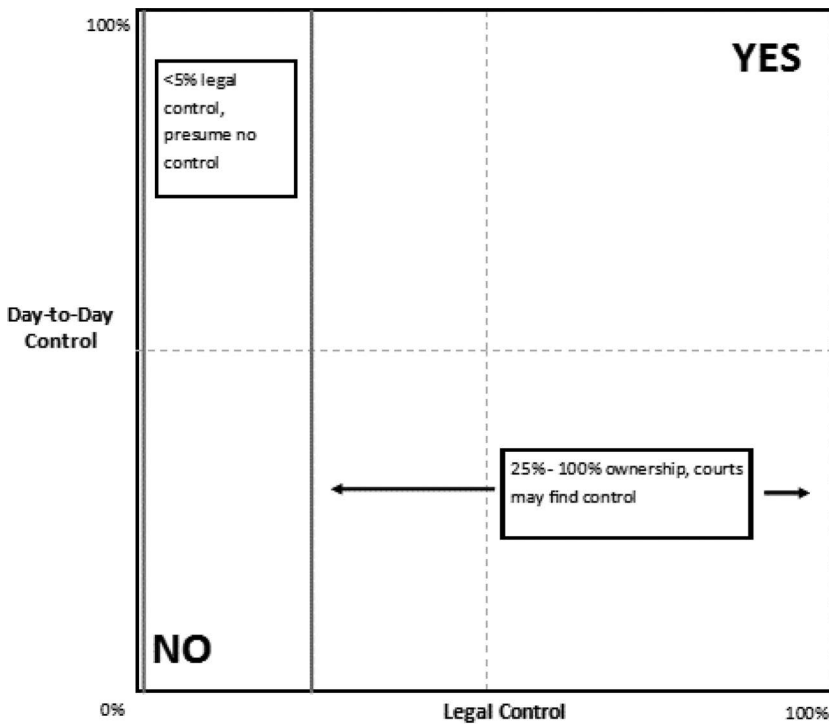 100%
YES
<5% legal
control,
presume no
control
Day-to-Day
Control
25%- 100% ownership, courts
may find control
NO
0%
Legal Control
100%